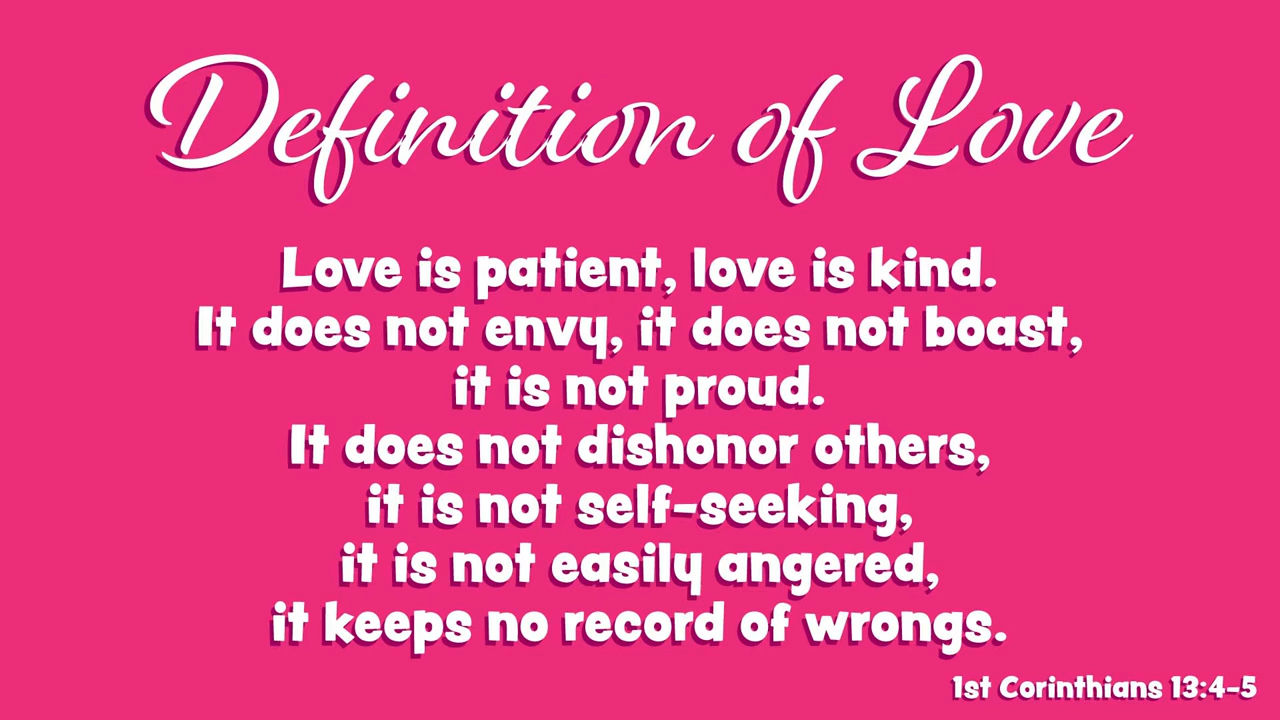 Definition of Love
Love is patient, love is kind.
It does not envy, it does not boast,
it is not proud.
It does not dishonor others,
it is not self-seeking,
it is not easily angered,
it keeps no record of wrongs.
1st Corinthians 13:4-5